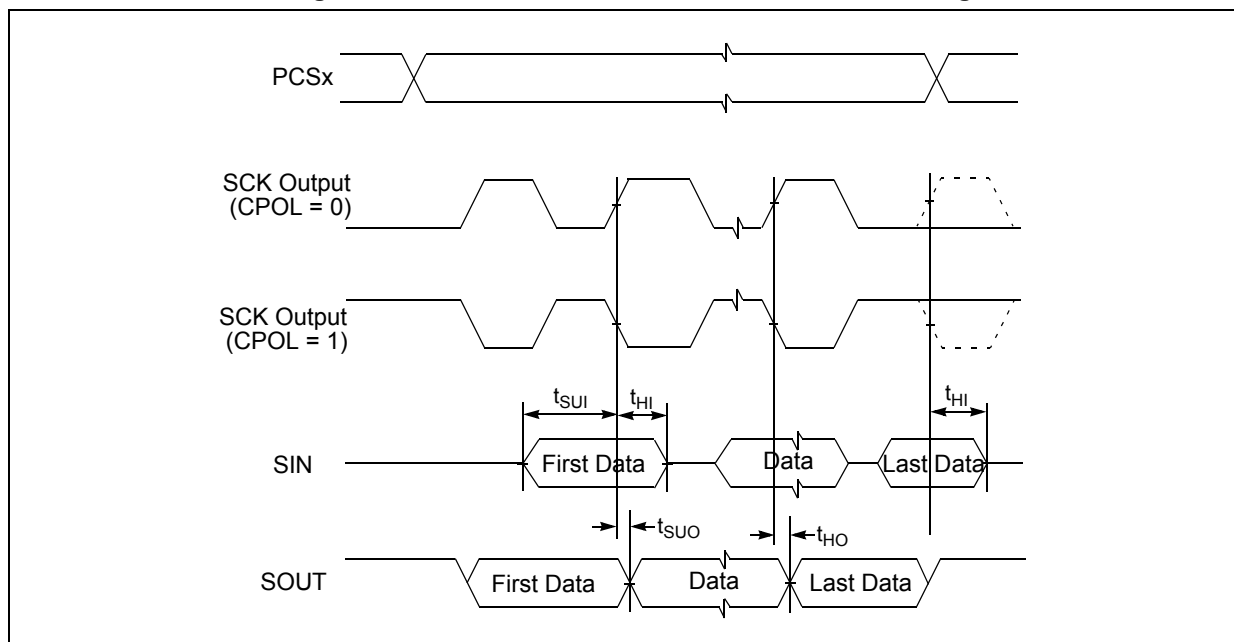 PCSx
SCK Output
(CPOL = 0)
SCK Output
(CPOL = 1)
tSUI
tHI
tHI
SIN
First Data
Data
Last Data
tSUO
tHO
SOUT
First Data
Data
Last Data